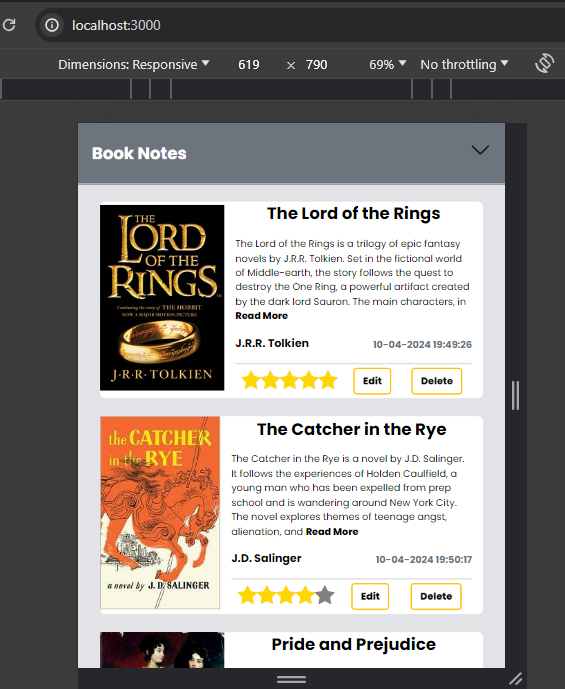 localhost:3000
Dimensions: Responsive ▼ 619 × 790 69% ▼ No throttling ▼
Book Notes
THE
LORD
OF THE
RINGS
Continuing the story of THE HOBBIT
NOW A MAJOR MOTION PICTURE
J·R·R·TOLKIEN
The Lord of the Rings
The Lord of the Rings is a trilogy of epic fantasy
novels by J.R.R. Tolkien. Set in the fictional world
of Middle-earth, the story follows the quest to
destroy the One Ring, a powerful artifact created
by the dark lord Sauron. The main characters, in
Read More
J.R.R. Tolkien 10-04-2024 19:49:26
Edit Delete
the CATCHER
in the RYE
a novel by J. D. SALINGER
The Catcher in the Rye
The Catcher in the Rye is a novel by J.D. Salinger.
It follows the experiences of Holden Caulfield, a
young man who has been expelled from prep
school and is wandering around New York City.
The novel explores themes of teenage angst,
alienation, and Read More
J.D. Salinger 10-04-2024 19:50:17
Edit Delete
Pride and Prejudice